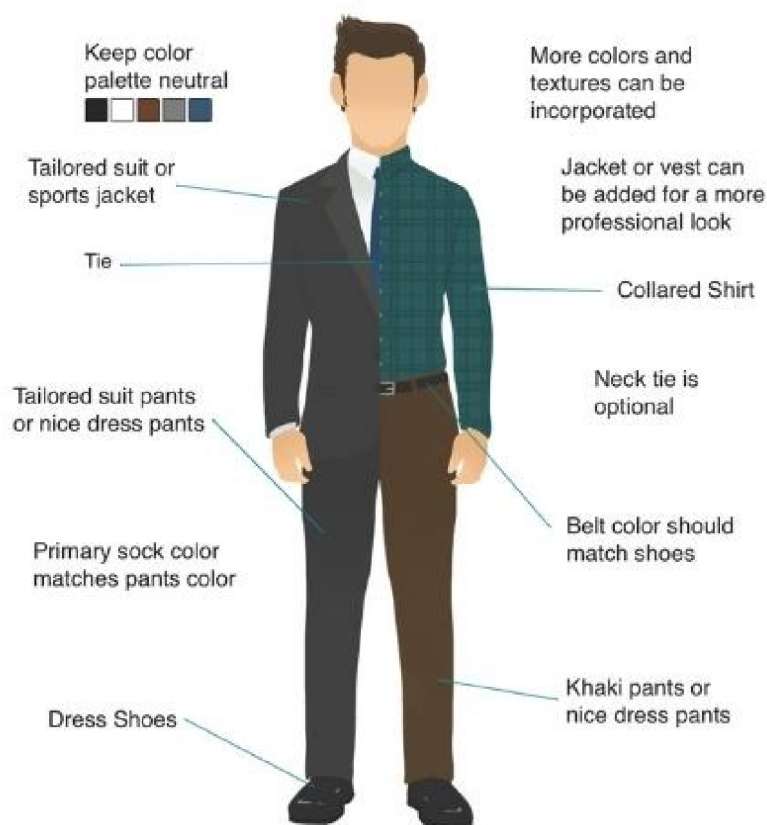 Keep color
palette neutral
More colors and
textures can be
incorporated
Tailored suit or
sports jacket
Jacket or vest can
be added for a more
professional look
Tie
Collared Shirt
Tailored suit pants
or nice dress pants
Neck tie is
optional
Primary sock color
matches pants color
Belt color should
match shoes
Dress Shoes
Khaki pants or
nice dress pants